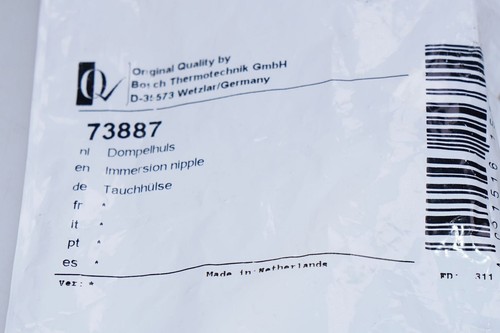 Q
Original Quality by
Bosch Thermotechnik GmbH
D-35573 Wetzlar/Germany
73887
nl Dompelhuls
en Immersion nipple
de Tauchhülse
fr *
it *
pt *
es *
Made in Netherlands
Ver: *
FD: 311